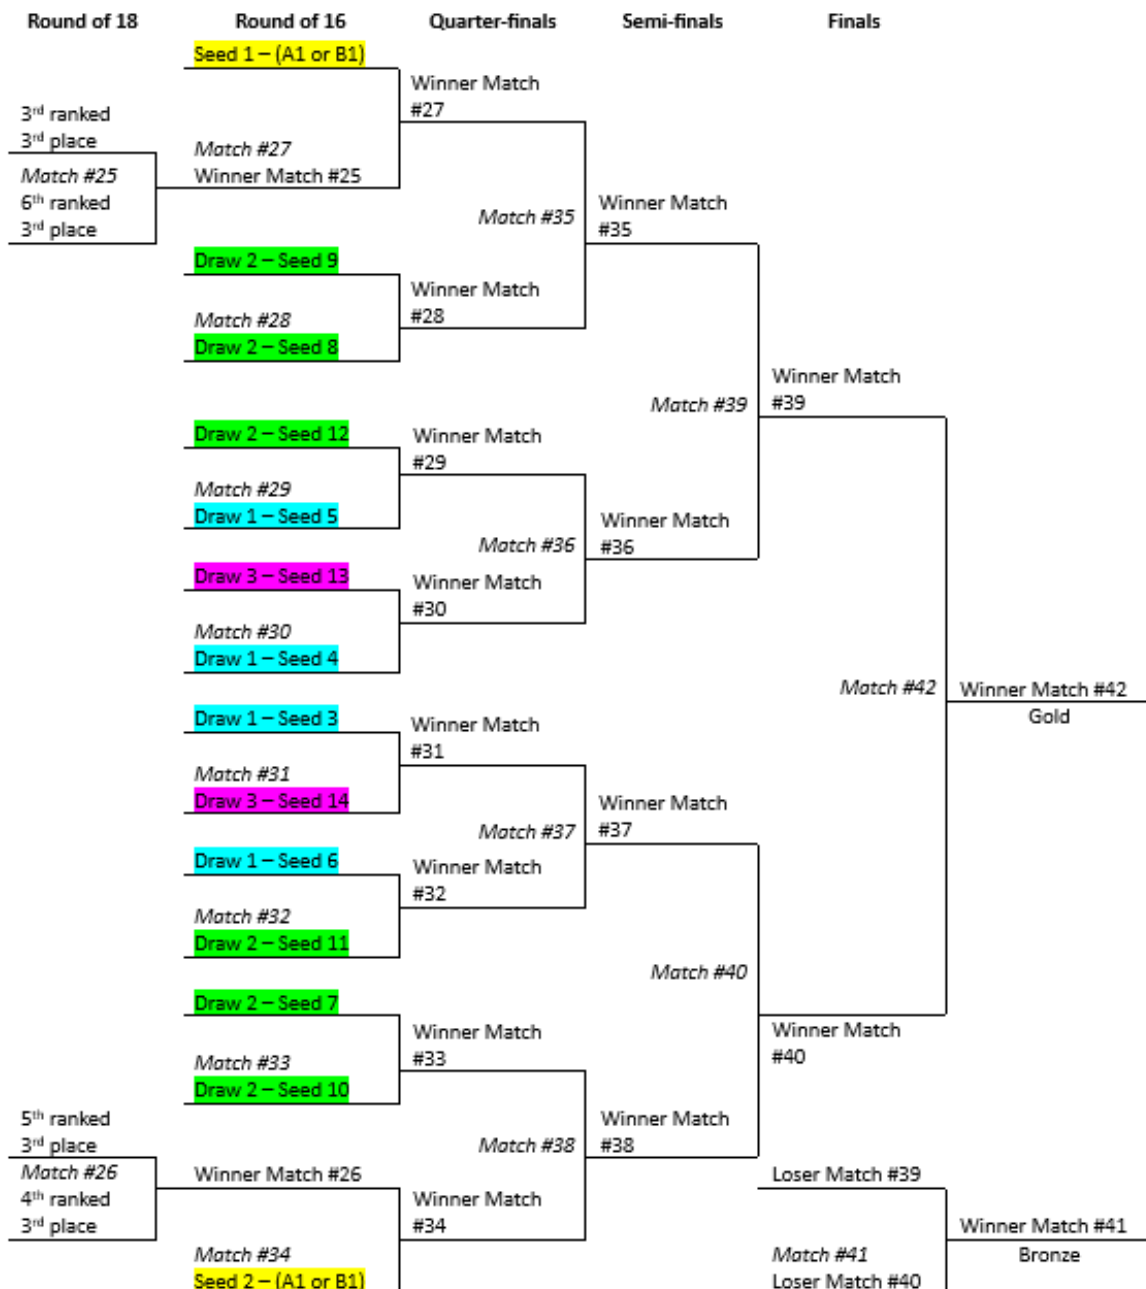 Round of 18
Round of 16
Quarter-finals
Semi-finals
Finals
Seed 1 – (A1 or B1)
Winner Match
#27
3rd ranked
3rd place
Match #27
Match #25
Winner Match #25
6th ranked
3rd place
Match #35
Winner Match
#35
Draw 2 – Seed 9
Winner Match
#28
Match #28
Draw 2 – Seed 8
Winner Match
#39
Match #39
Draw 2 – Seed 12
Winner Match
#29
Match #29
Draw 1 – Seed 5
Winner Match
#36
Match #36
Draw 3 – Seed 13
Winner Match
#30
Match #30
Draw 1 – Seed 4
Match #42
Winner Match #42
Gold
Draw 1 – Seed 3
Winner Match
#31
Match #31
Draw 3 – Seed 14
Winner Match
#37
Match #37
Draw 1 – Seed 6
Winner Match
#32
Match #32
Draw 2 – Seed 11
Match #40
Draw 2 – Seed 7
Winner Match
#33
Winner Match
#40
Match #33
Draw 2 – Seed 10
5th ranked
3rd place
Match #38
Winner Match
#38
Match #26
Winner Match #26
Loser Match #39
4th ranked
3rd place
Winner Match
#34
Winner Match #41
Bronze
Match #34
Match #41
Seed 2 – (A1 or B1)
Loser Match #40